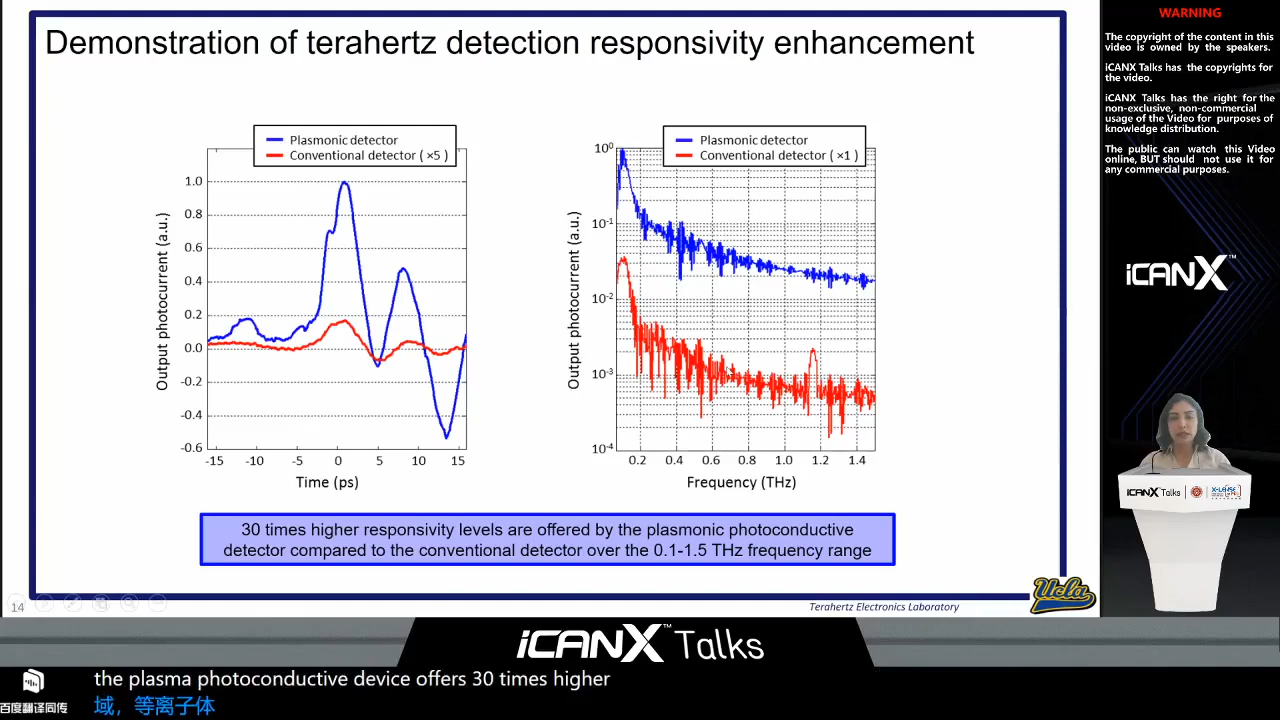 Demonstration of terahertz detection responsivity enhancement
Plasmonic detector
Conventional detector ( ×5 )
1.0
0.8
0.6
0.4
0.2
0.0
-0.2
-0.4
-0.6
Output photocurrent (a.u.)
-15 -10 -5 0 5 10 15
Time (ps)
Plasmonic detector
Conventional detector ( ×1 )
10⁰
10⁻¹
10⁻²
10⁻³
10⁻⁴
Output photocurrent (a.u.)
0.2 0.4 0.6 0.8 1.0 1.2 1.4
Frequency (THz)
30 times higher responsivity levels are offered by the plasmonic photoconductive
detector compared to the conventional detector over the 0.1-1.5 THz frequency range
14
Terahertz Electronics Laboratory
UCLA
WARNING
The copyright of the content in this
video is owned by the speakers.
iCANX Talks has the copyrights for
the video.
iCANX Talks has the right for the
non-exclusive, non-commercial
usage of the Video for purposes of
knowledge distribution.
The public can watch this Video
online, BUT should not use it for
any commercial purposes.
iCANX™
iCANX Talks
iCANX™ Talks
the plasma photoconductive device offers 30 times higher
域，等离子体
百度翻译同传